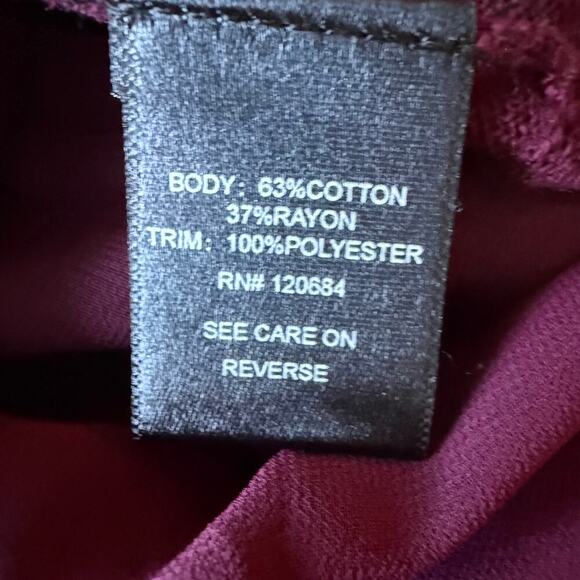 BODY: 63%COTTON
37%RAYON
TRIM: 100%POLYESTER
RN# 120684
SEE CARE ON
REVERSE